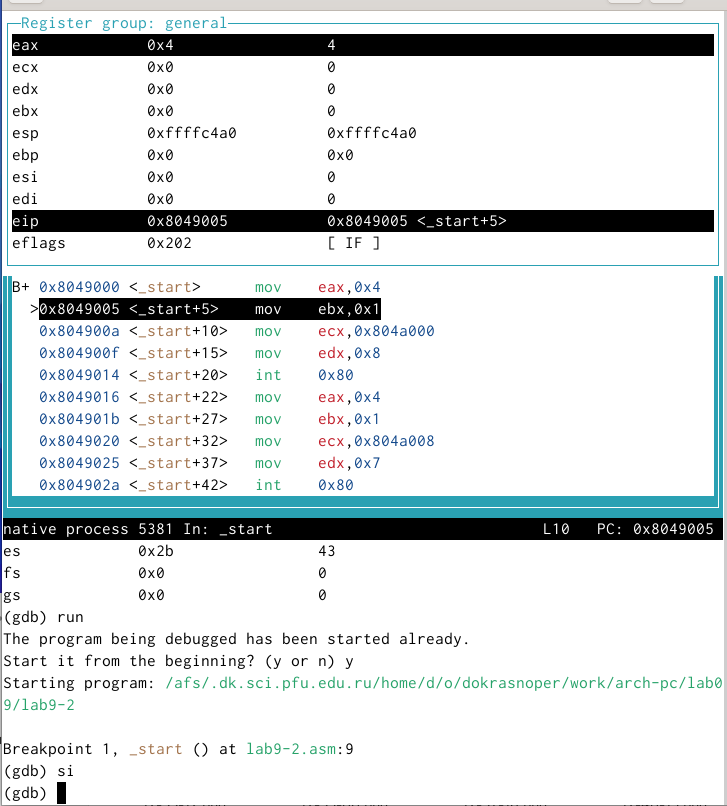 Register group: general
eax 0x4 4
ecx 0x0 0
edx 0x0 0
ebx 0x0 0
esp 0xffffc4a0 0xffffc4a0
ebp 0x0 0x0
esi 0x0 0
edi 0x0 0
eip 0x8049005 0x8049005 <_start+5>
eflags 0x202 [ IF ]
B+ 0x8049000 <_start> mov eax,0x4
>0x8049005 <_start+5> mov ebx,0x1
0x804900a <_start+10> mov ecx,0x804a000
0x804900f <_start+15> mov edx,0x8
0x8049014 <_start+20> int 0x80
0x8049016 <_start+22> mov eax,0x4
0x804901b <_start+27> mov ebx,0x1
0x8049020 <_start+32> mov ecx,0x804a008
0x8049025 <_start+37> mov edx,0x7
0x804902a <_start+42> int 0x80
native process 5381 In: _start L10 PC: 0x8049005
es 0x2b 43
fs 0x0 0
gs 0x0 0
(gdb) run
The program being debugged has been started already.
Start it from the beginning? (y or n) y
Starting program: /afs/.dk.sci.pfu.edu.ru/home/d/o/dokrasnoper/work/arch-pc/lab0
9/lab9-2
Breakpoint 1, _start () at lab9-2.asm:9
(gdb) si
(gdb)